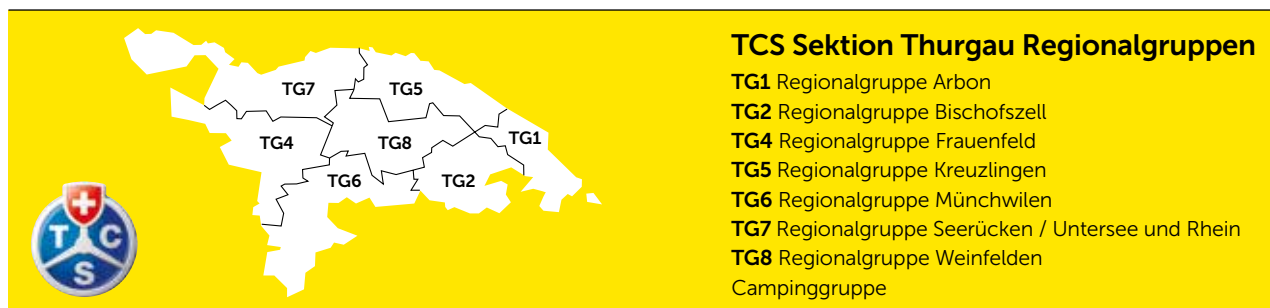 TG7
TG5
TG1
TG4
TG8
TG6
TG2
T C
S
TCS Sektion Thurgau Regionalgruppen
TG1 Regionalgruppe Arbon
TG2 Regionalgruppe Bischofszell
TG4 Regionalgruppe Frauenfeld
TG5 Regionalgruppe Kreuzlingen
TG6 Regionalgruppe Münchwilen
TG7 Regionalgruppe Seerücken / Untersee und Rhein
TG8 Regionalgruppe Weinfelden
Campinggruppe